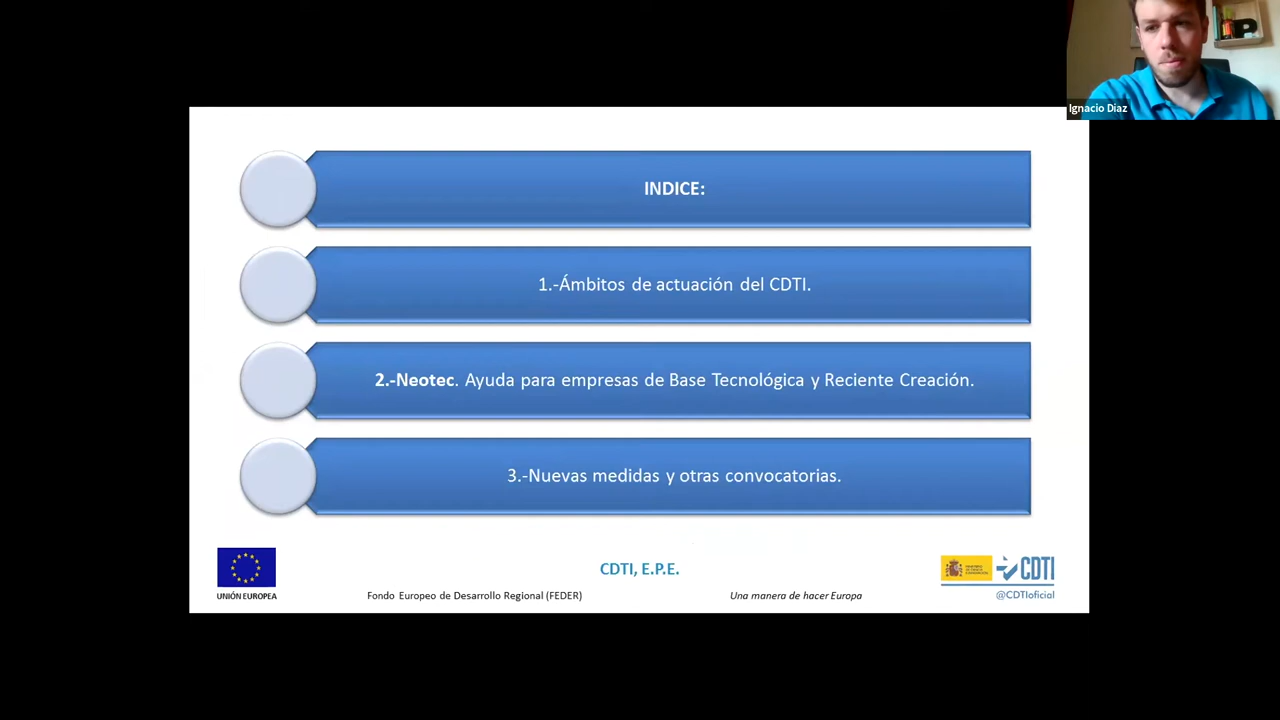 Ignacio Diaz
INDICE:
1.-Ámbitos de actuación del CDTI.
2.-Neotec. Ayuda para empresas de Base Tecnológica y Reciente Creación.
3.-Nuevas medidas y otras convocatorias.
UNIÓN EUROPEA
Fondo Europeo de Desarrollo Regional (FEDER)
CDTI, E.P.E.
Una manera de hacer Europa
CDTI
@CDTIoficial